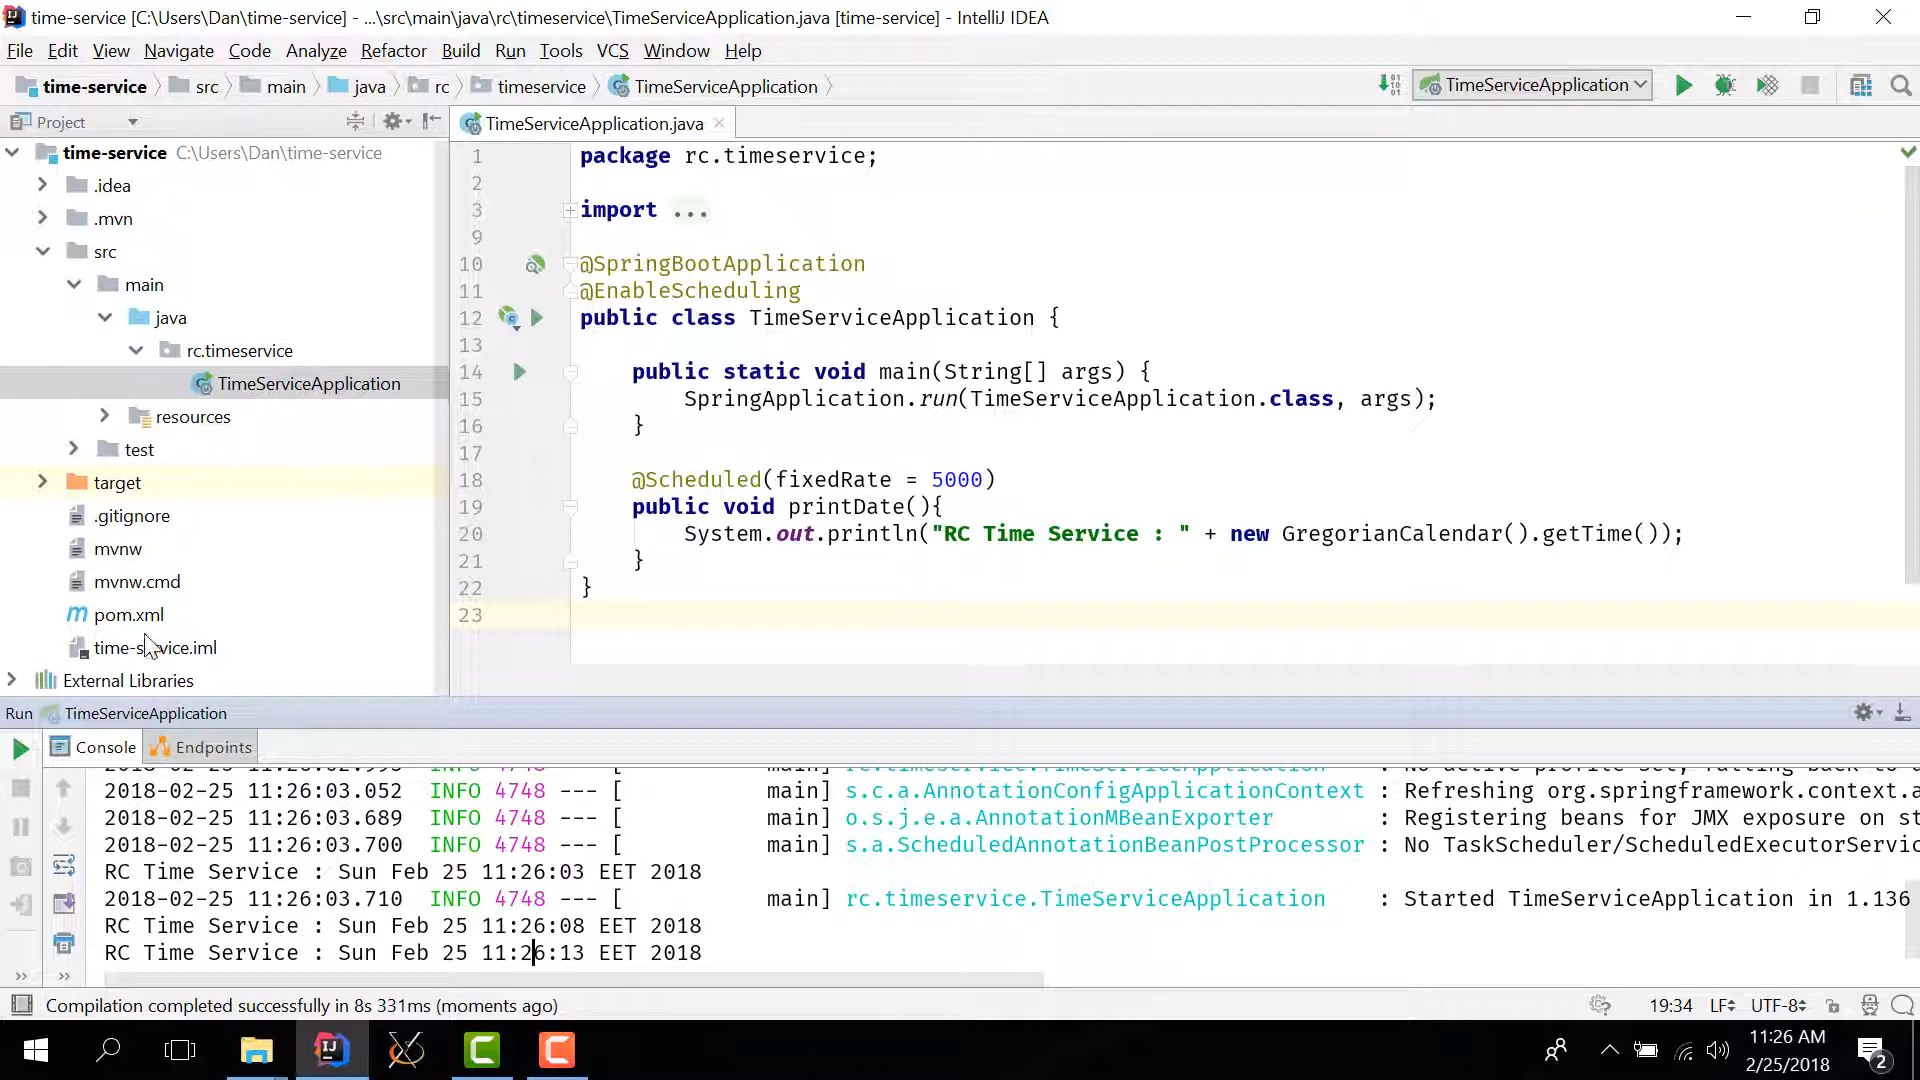 time-service [C:\Users\Dan\time-service] - ...\src\main\java\rc\timeservice\TimeServiceApplication.java [time-service] - IntelliJ IDEA
File Edit View Navigate Code Analyze Refactor Build Run Tools VCS Window Help
time-service src main java rc timeservice TimeServiceApplication TimeServiceApplication
Project
TimeServiceApplication.java
time-service C:\Users\Dan\time-service
.idea
.mvn
src
main
java
rc.timeservice
TimeServiceApplication
resources
test
target
.gitignore
mvnw
mvnw.cmd
pom.xml
time-service.iml
External Libraries
1 package rc.timeservice;
2
3 import ...
9
10 @SpringBootApplication
11 @EnableScheduling
12 public class TimeServiceApplication {
13
14 public static void main(String[] args) {
15 SpringApplication.run(TimeServiceApplication.class, args);
16 }
17
18 @Scheduled(fixedRate = 5000)
19 public void printDate(){
20 System.out.println("RC Time Service : " + new GregorianCalendar().getTime());
21 }
22 }
23
Run TimeServiceApplication
Console Endpoints
2018-02-25 11:26:03.052 INFO 4748 --- [ main] s.c.a.AnnotationConfigApplicationContext : Refreshing org.springframework.context.a
2018-02-25 11:26:03.689 INFO 4748 --- [ main] o.s.j.e.a.AnnotationMBeanExporter : Registering beans for JMX exposure on st
2018-02-25 11:26:03.700 INFO 4748 --- [ main] s.a.ScheduledAnnotationBeanPostProcessor : No TaskScheduler/ScheduledExecutorServic
RC Time Service : Sun Feb 25 11:26:03 EET 2018
2018-02-25 11:26:03.710 INFO 4748 --- [ main] rc.timeservice.TimeServiceApplication : Started TimeServiceApplication in 1.136
RC Time Service : Sun Feb 25 11:26:08 EET 2018
RC Time Service : Sun Feb 25 11:26:13 EET 2018
Compilation completed successfully in 8s 331ms (moments ago) 19:34 LF UTF-8
11:26 AM
2/25/2018
2